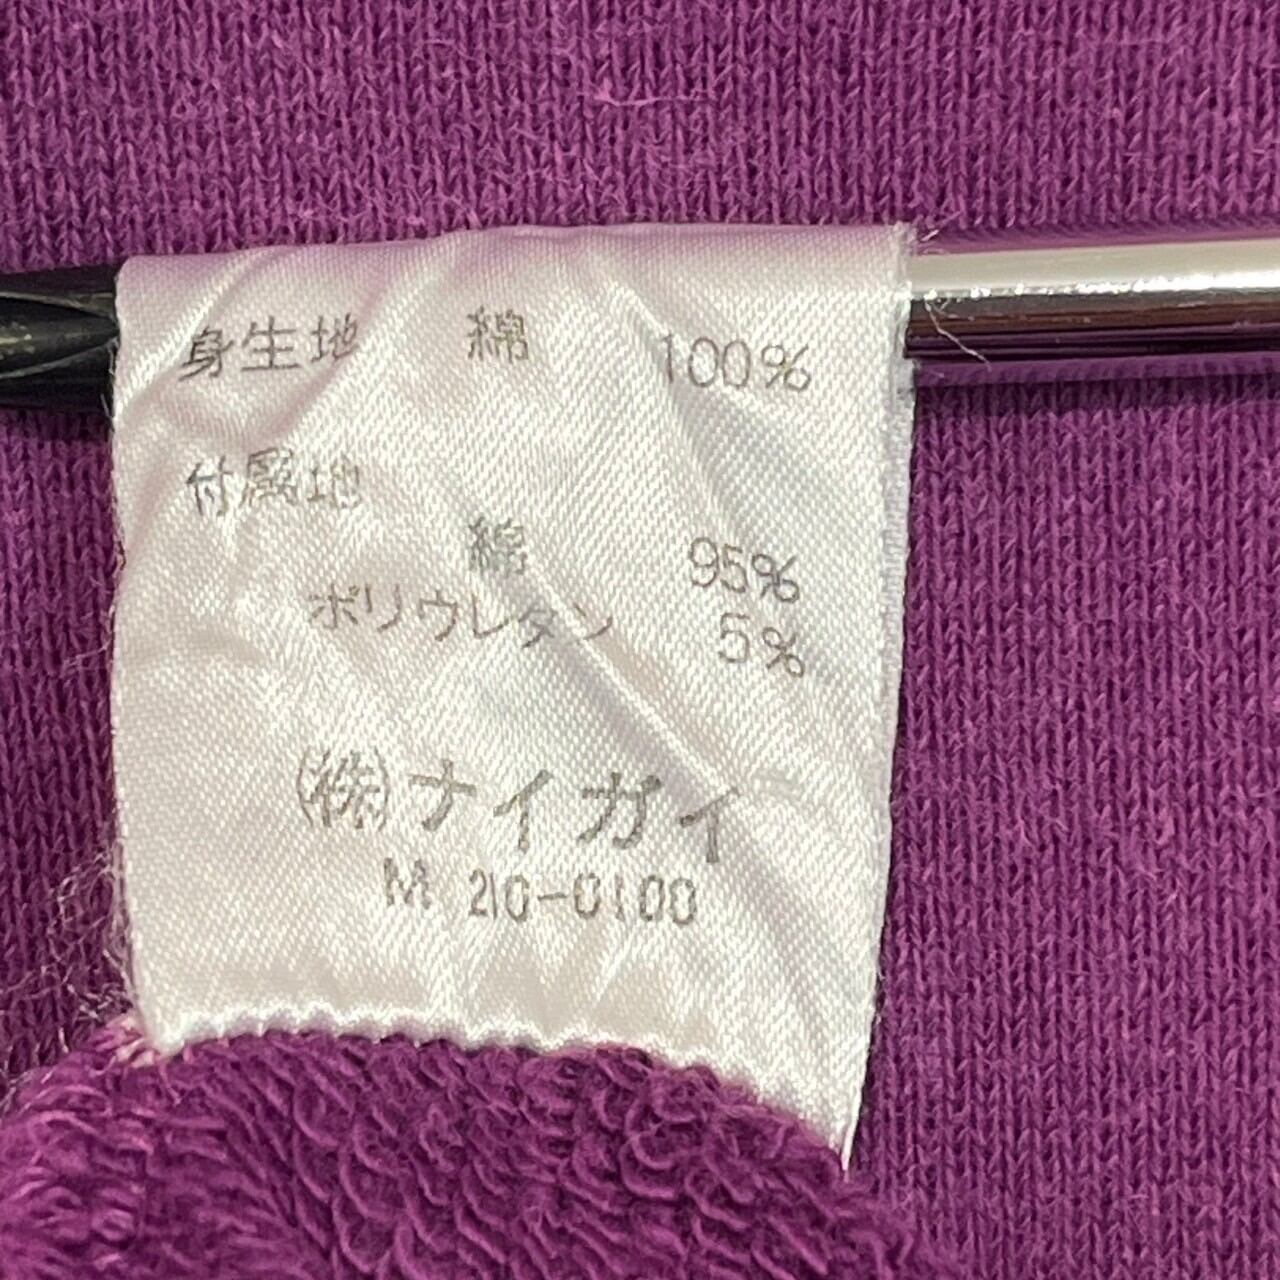 身生地 綿 100%
付属地
綿 95%
ポリウレタン 5%
㈱ナイガイ
M 210-0100